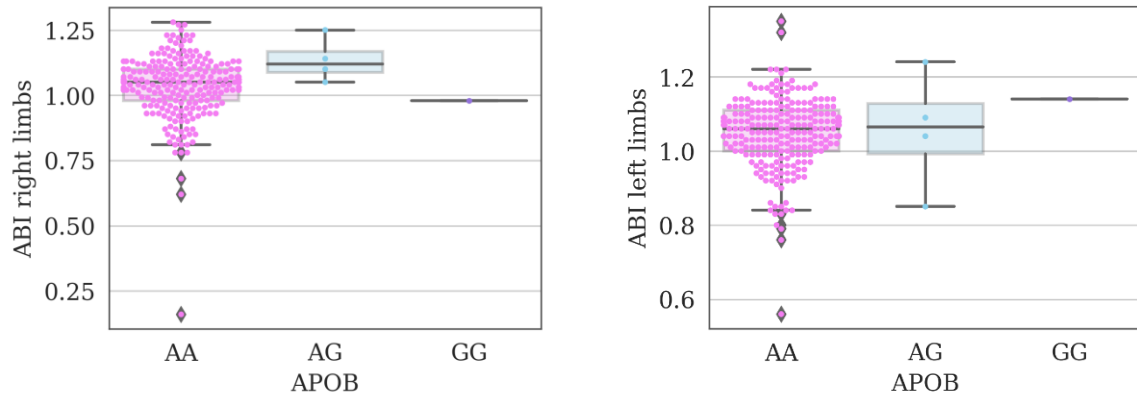 1.25
1.00
0.75
0.50
0.25
ABI right limbs
AA AG GG
APOB
1.2
1.0
0.8
0.6
ABI left limbs
AA AG GG
APOB